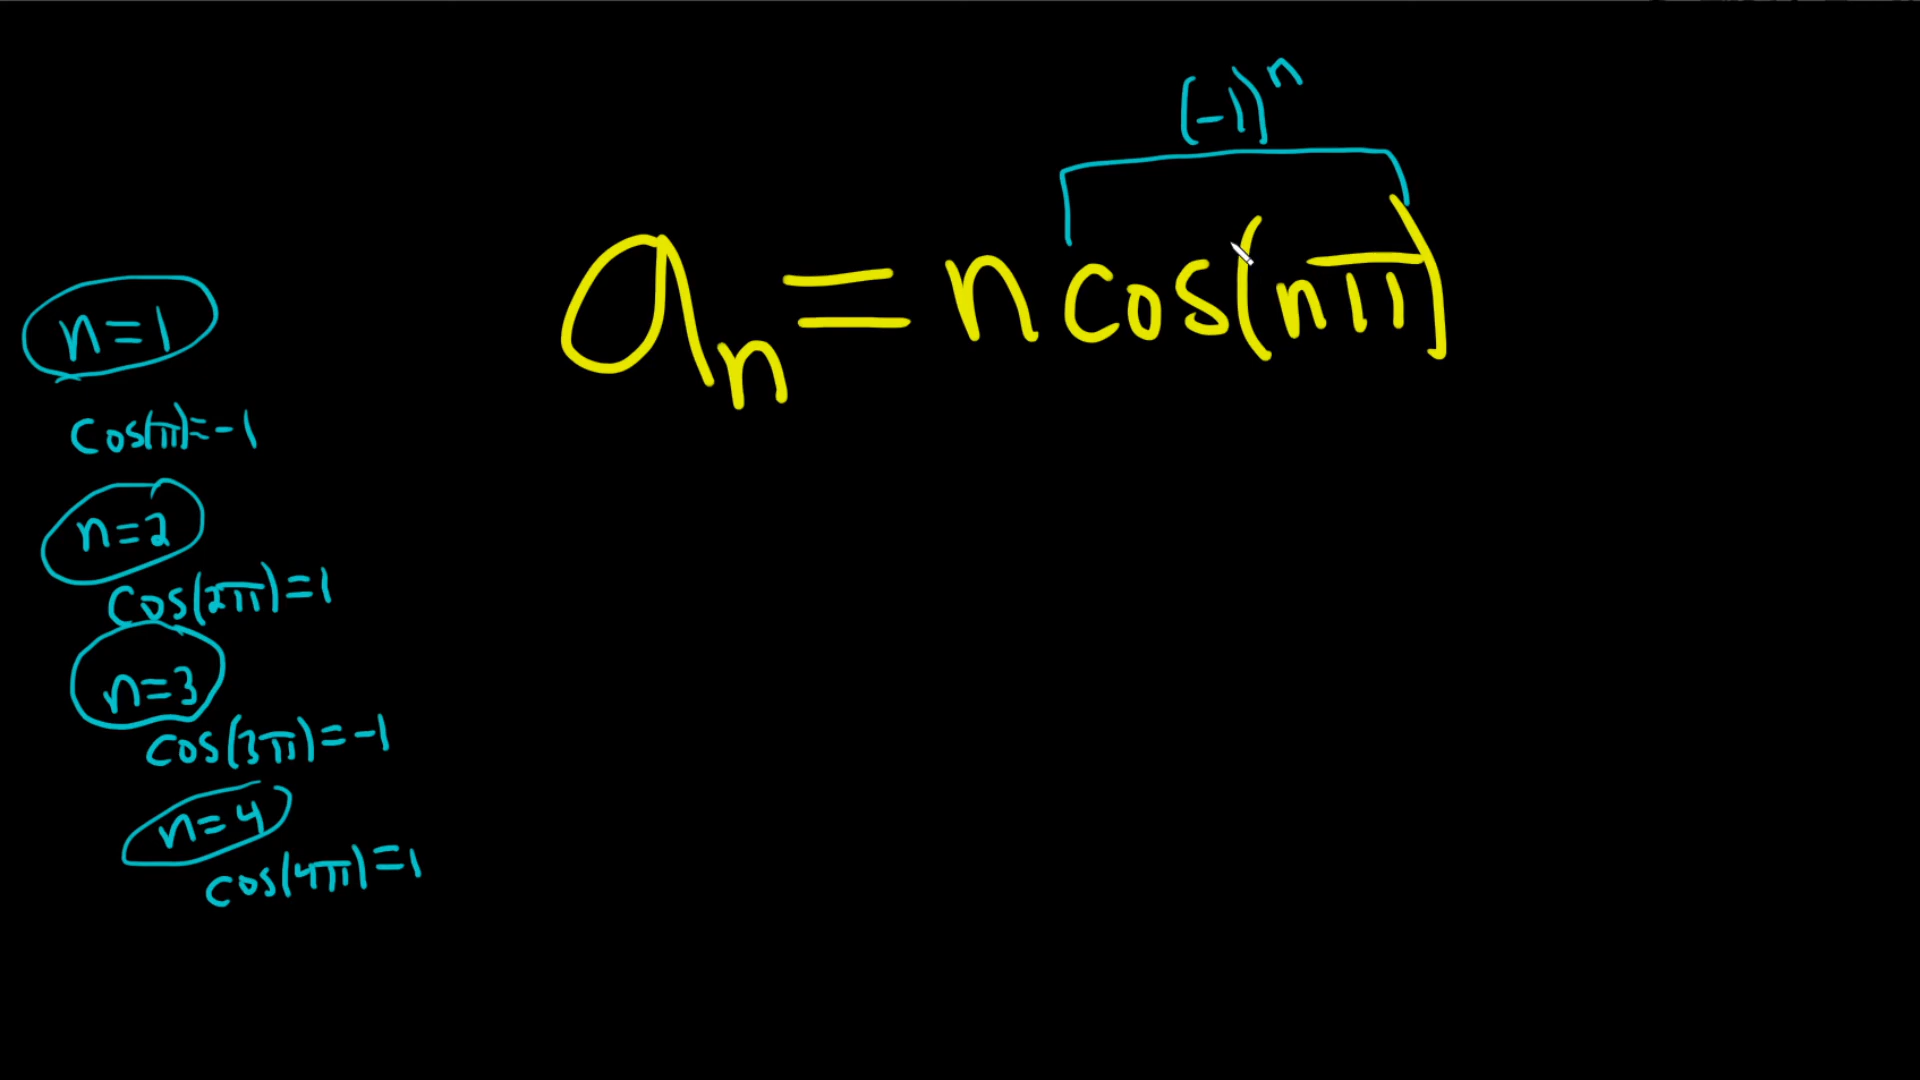 (-1)^n
a_n = n cos(nπ)
n=1
cos(π)=-1
n=2
cos(2π)=1
n=3
cos(3π)=-1
n=4
cos(4π)=1